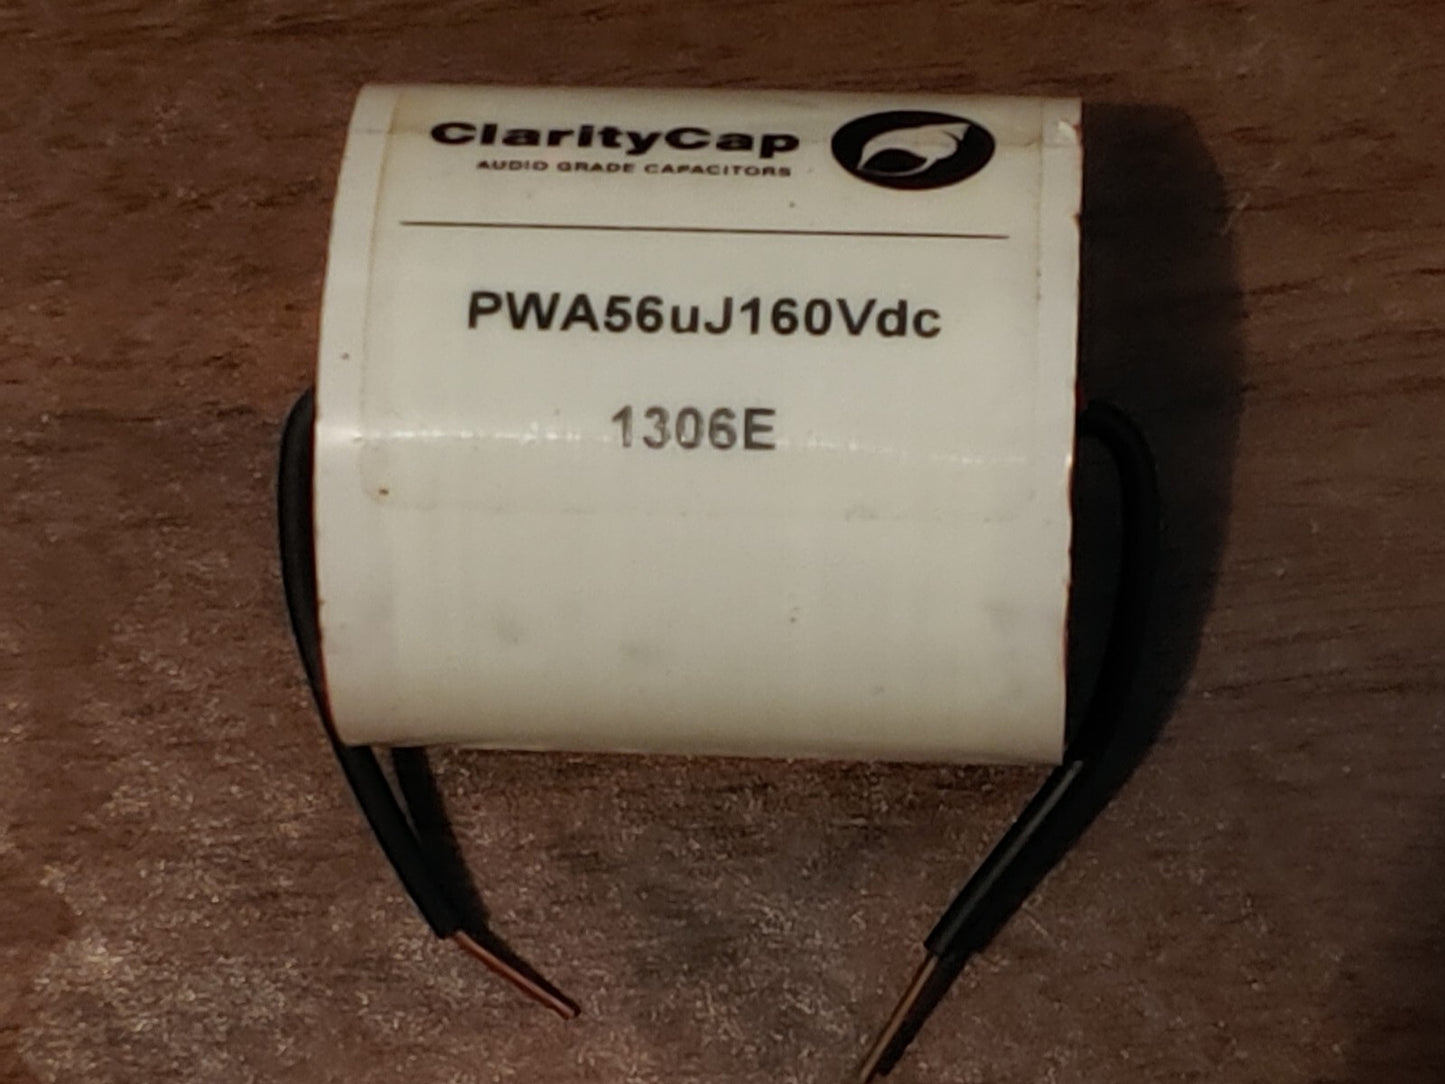 ClarityCap
AUDIO GRADE CAPACITORS
PWA56uJ160Vdc
1306E